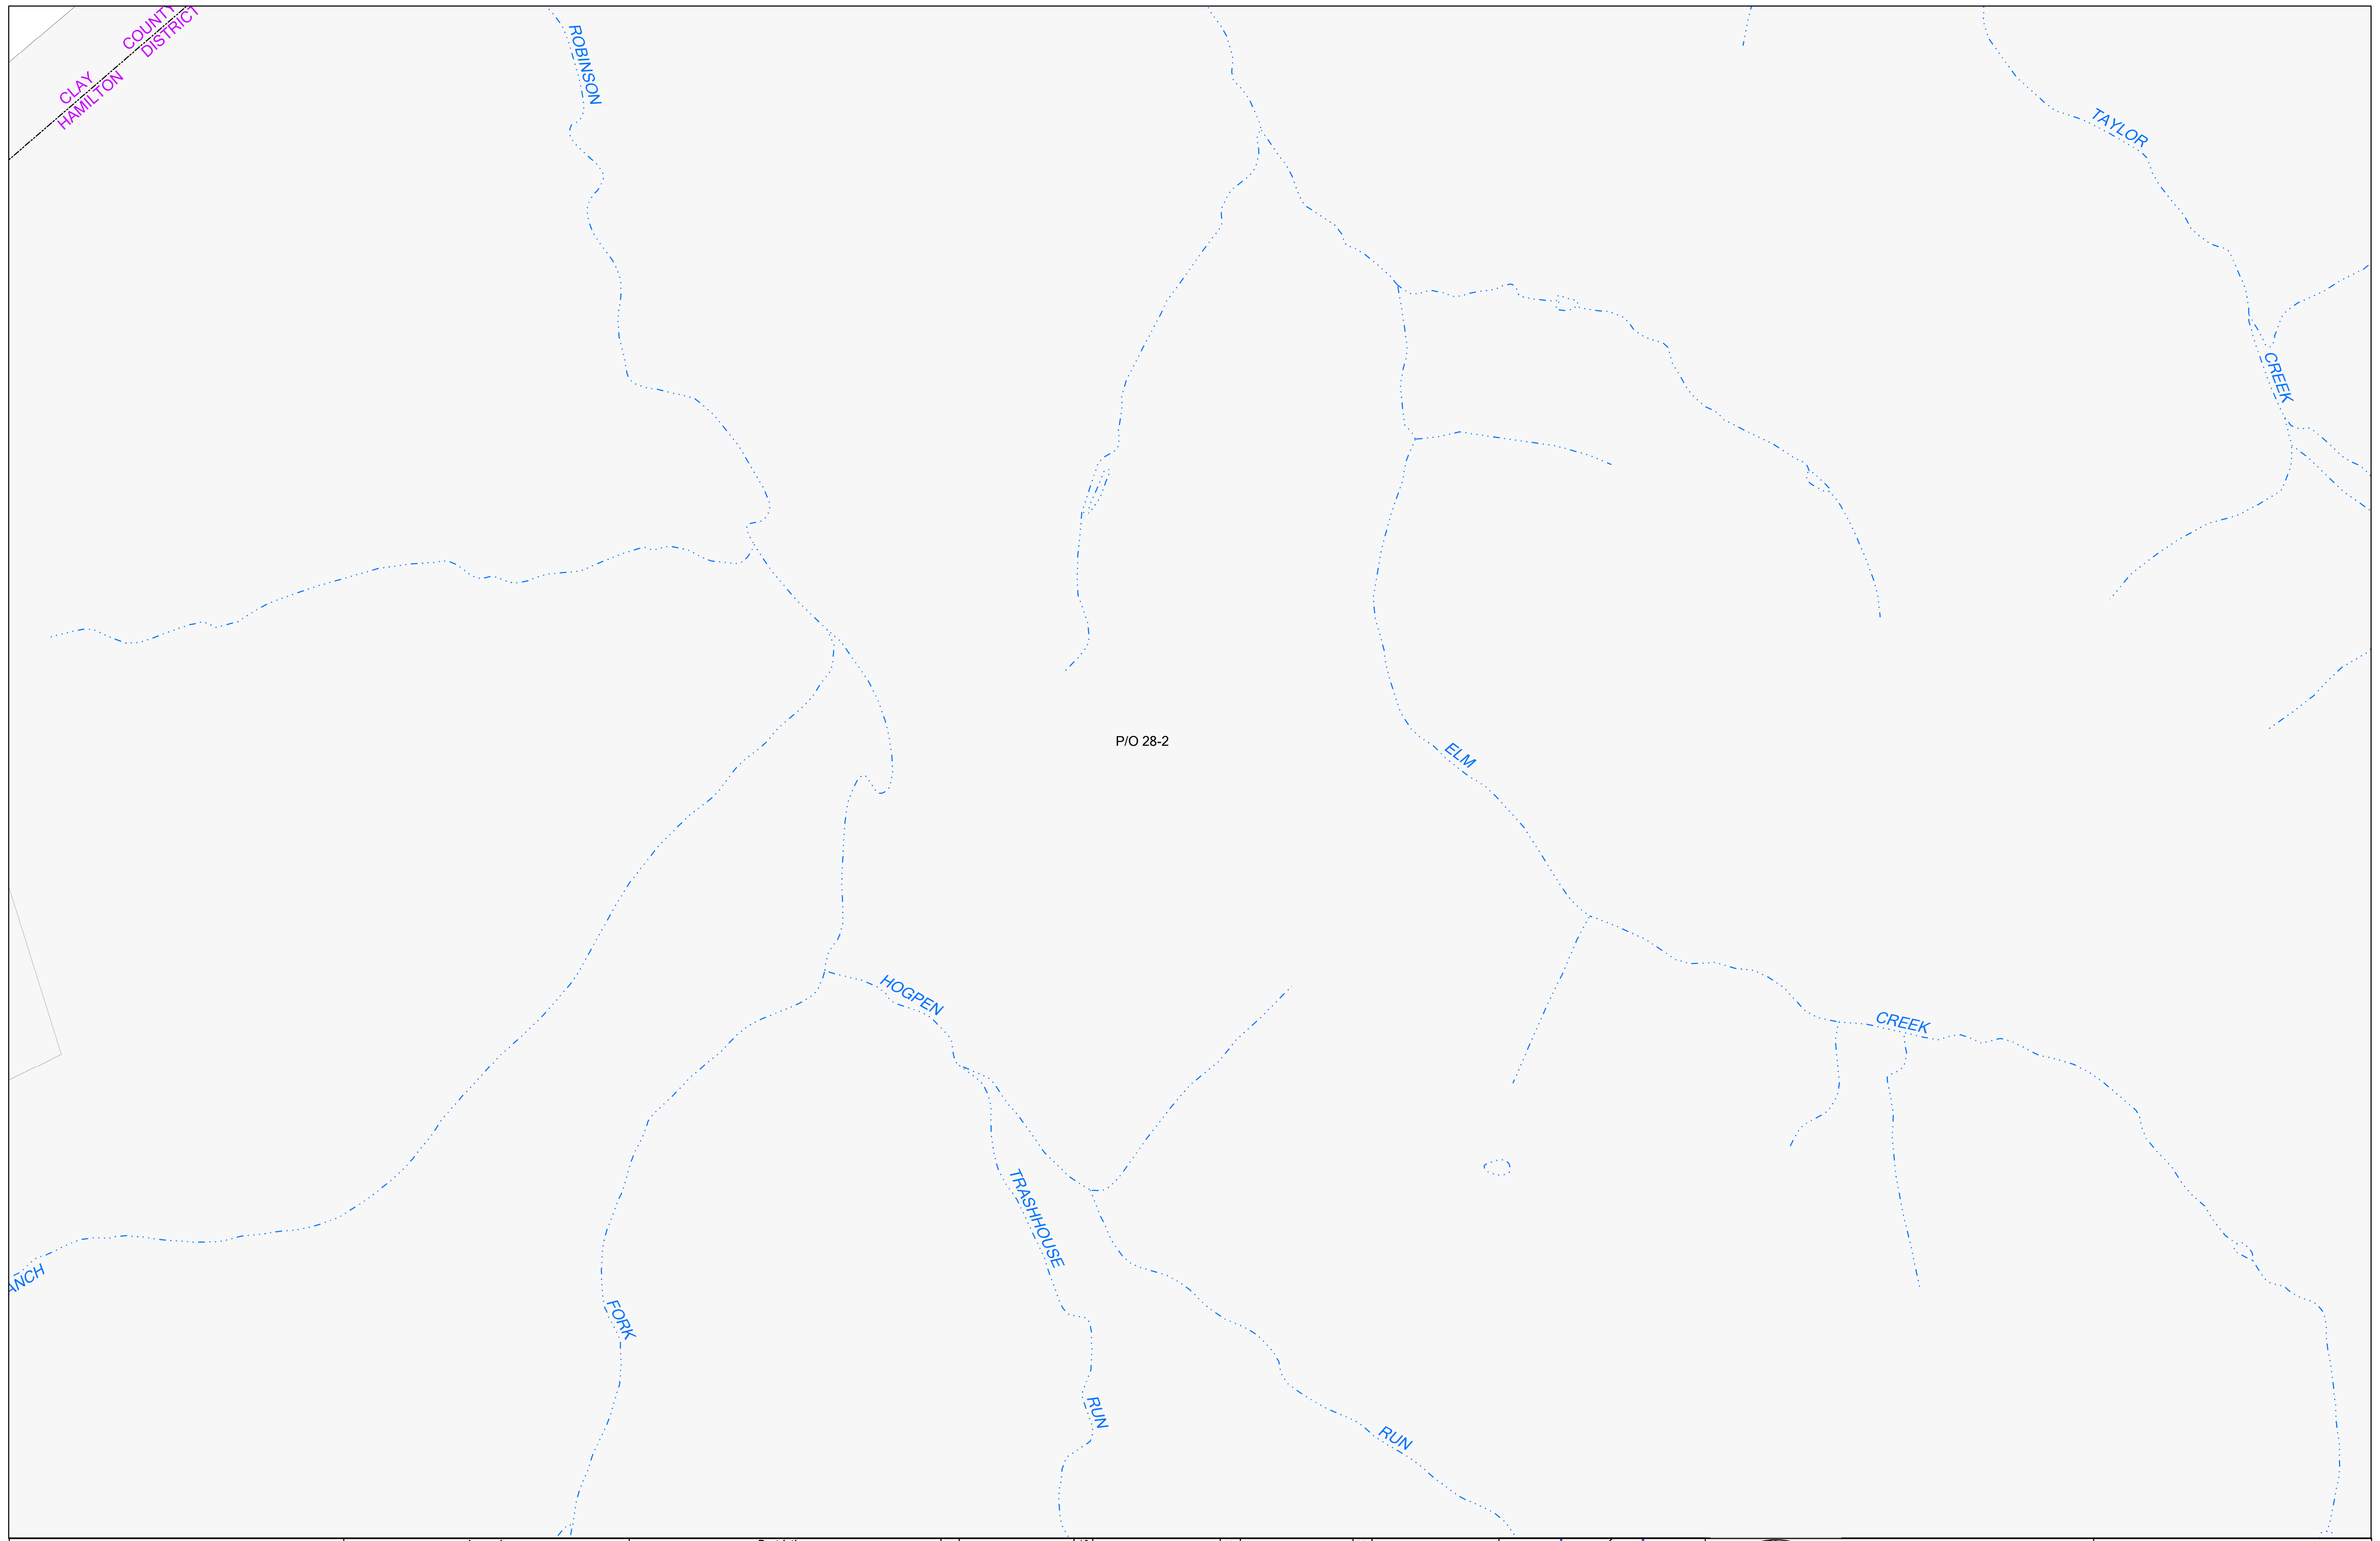 COUNTY
DISTRICT
CLAY
HAMILTON
ROBINSON
TAYLOR
CREEK
P/O 28-2
ELM
HOGPEN
CREEK
TRASHHOUSE
ANCH
FORK
RUN
RUN